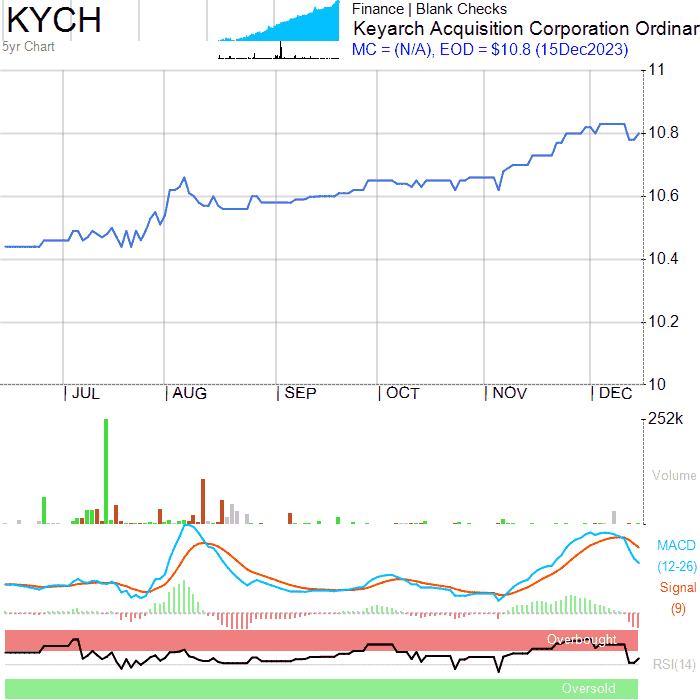 KYCH
5yr Chart
Finance | Blank Checks
Keyarch Acquisition Corporation Ordinar
MC = (N/A), EOD = $10.8 (15Dec2023)
11
10.8
10.6
10.4
10.2
10
JUL AUG SEP OCT NOV DEC
252k
Volume
MACD
(12-26)
Signal
(9)
Overbought
RSI(14)
Oversold